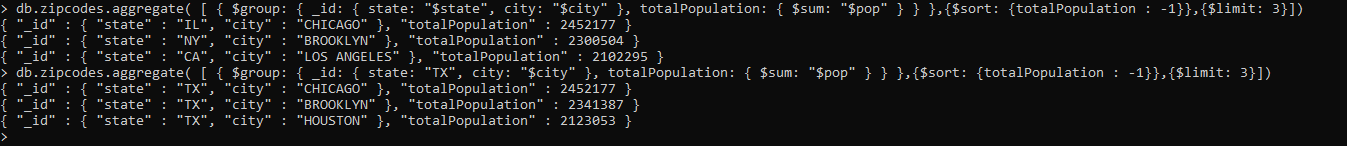 > db.zipcodes.aggregate( [ { $group: { _id: { state: "$state", city: "$city" }, totalPopulation: { $sum: "$pop" } } },{$sort: {totalPopulation : -1}},{$limit: 3}])
{ "_id" : { "state" : "IL", "city" : "CHICAGO" }, "totalPopulation" : 2452177 }
{ "_id" : { "state" : "NY", "city" : "BROOKLYN" }, "totalPopulation" : 2300504 }
{ "_id" : { "state" : "CA", "city" : "LOS ANGELES" }, "totalPopulation" : 2102295 }
> db.zipcodes.aggregate( [ { $group: { _id: { state: "TX", city: "$city" }, totalPopulation: { $sum: "$pop" } } },{$sort: {totalPopulation : -1}},{$limit: 3}])
{ "_id" : { "state" : "TX", "city" : "CHICAGO" }, "totalPopulation" : 2452177 }
{ "_id" : { "state" : "TX", "city" : "BROOKLYN" }, "totalPopulation" : 2341387 }
{ "_id" : { "state" : "TX", "city" : "HOUSTON" }, "totalPopulation" : 2123053 }
>